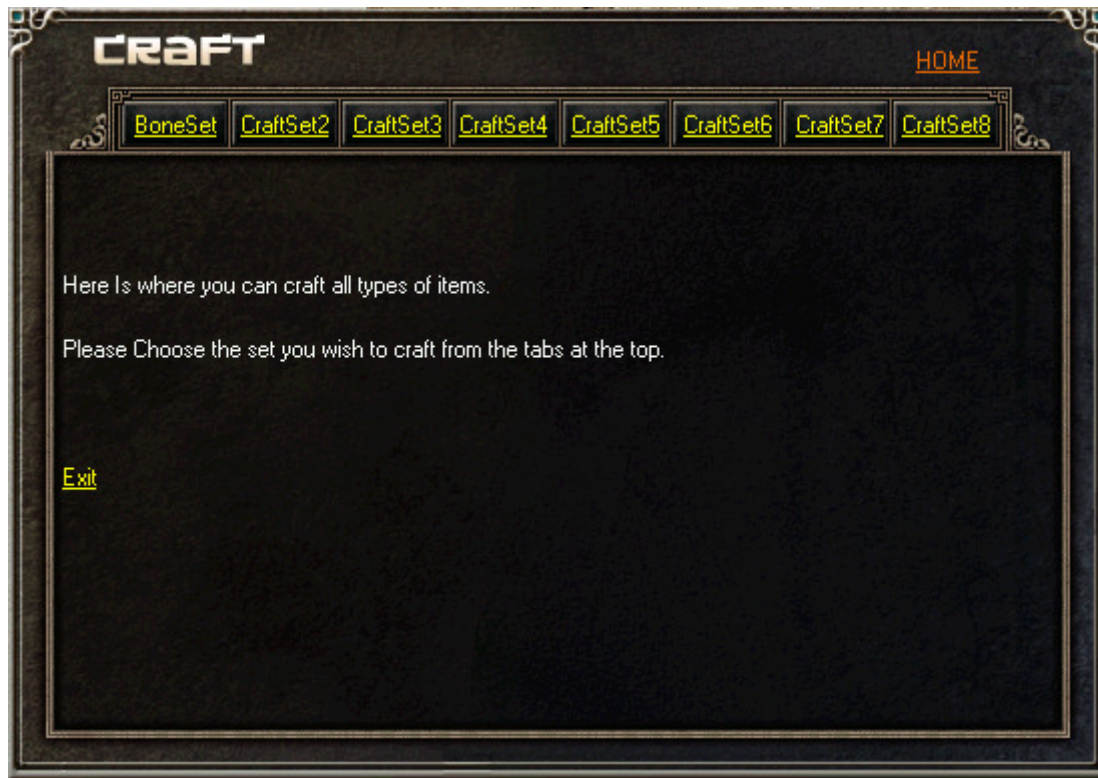 CRAFT
HOME
BoneSet CraftSet2 CraftSet3 CraftSet4 CraftSet5 CraftSet6 CraftSet7 CraftSet8
Here Is where you can craft all types of items.
Please Choose the set you wish to craft from the tabs at the top.
Exit